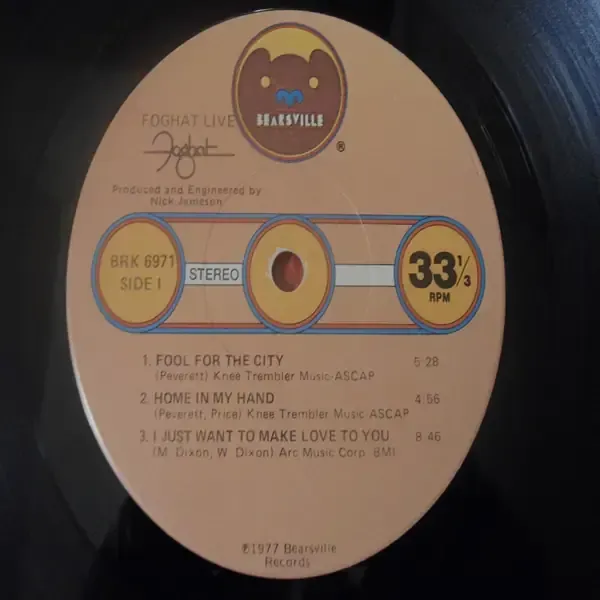 BEARSVILLE
®
FOGHAT LIVE
Foghat
Produced and Engineered by
Nick Jameson
BRK 6971
SIDE I
STEREO
33 1/3
RPM
1. FOOL FOR THE CITY 5:28
(Peverett) Knee Trembler Music-ASCAP
2. HOME IN MY HAND 4:56
(Peverett, Price) Knee Trembler Music ASCAP
3. I JUST WANT TO MAKE LOVE TO YOU 8:46
(M. Dixon, W. Dixon) Arc Music Corp. BMI
℗1977 Bearsville
Records